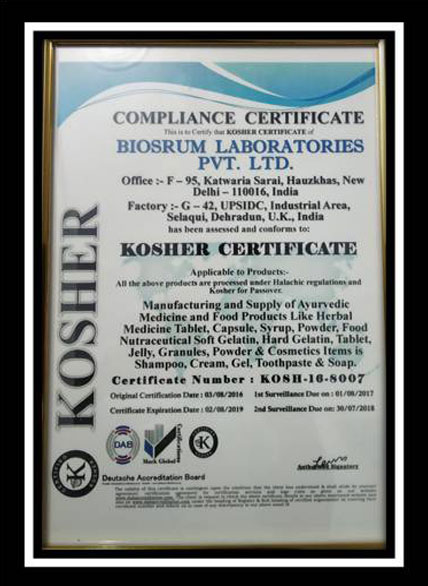 COMPLIANCE CERTIFICATE
This is to Certify that KOSHER CERTIFICATE of
BIOSRUM LABORATORIES
PVT. LTD.
Office :- F – 95, Katwaria Sarai, Hauzkhas, New
Delhi – 110016, India
Factory :- G – 42, UPSIDC, Industrial Area,
Selaqui, Dehradun, U.K., India
has been assessed and conforms to:
KOSHER CERTIFICATE
Applicable to Products:-
All the above products are processed under Halachic regulations and
Kosher for Passover.
Manufacturing and Supply of Ayurvedic
Medicine and Food Products Like Herbal
Medicine Tablet, Capsule, Syrup, Powder, Food
Nutraceutical Soft Gelatin, Hard Gelatin, Tablet,
Jelly, Granules, Powder & Cosmetics Items is
Shampoo, Cream, Gel, Toothpaste & Soap.
Certificate Number : KOSH-16-8007
Original Certification Date : 03/08/2016 1st Surveillance Due on : 01/08/2017
Certificate Expiration Date : 02/08/2019 2nd Surveillance Due on: 30/07/2018
KOSHER
K
DAB
Mark Global
Certifications
K
Authorised Signatory
Deutsche Accreditation Board